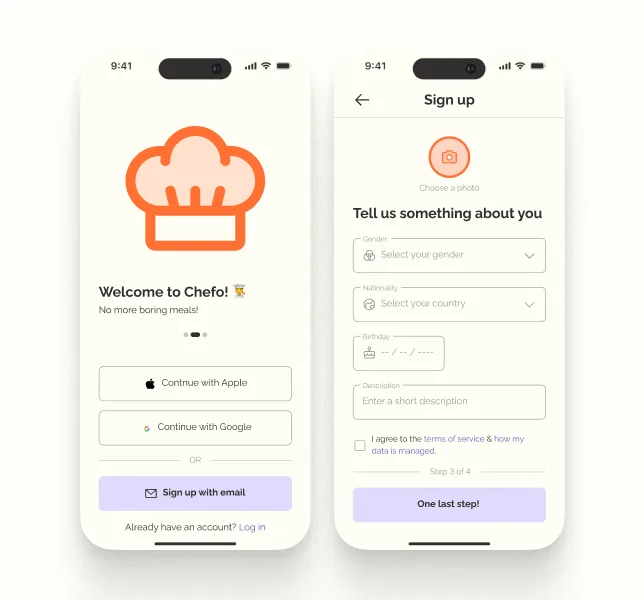 9:41
Welcome to Chefo!
No more boring meals!
Contnue with Apple
Continue with Google
OR
Sign up with email
Already have an account? Log in
9:41
Sign up
Choose a photo
Tell us something about you
Gender
Select your gender
Nationality
Select your country
Birthday
-- / -- / ----
Description
Enter a short description
I agree to the terms of service & how my
data is managed.
Step 3 of 4
One last step!